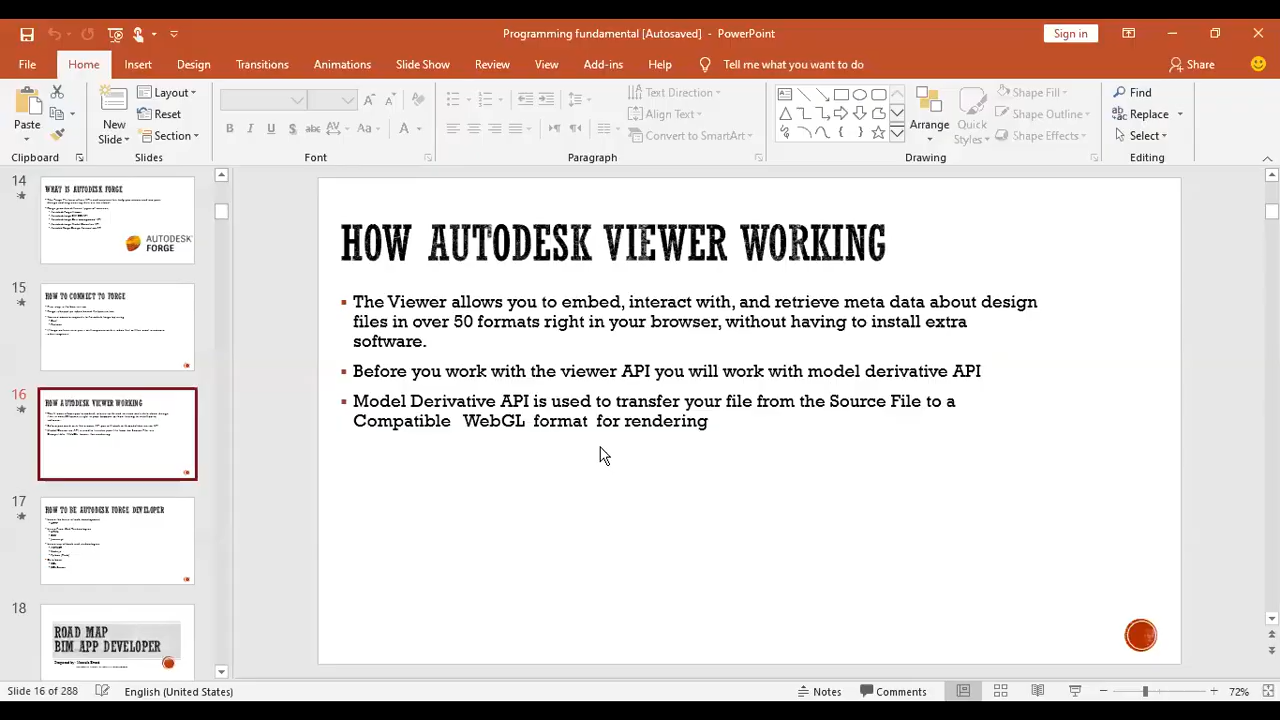 Programming fundamental [Autosaved] - PowerPoint
Sign in
File Home Insert Design Transitions Animations Slide Show Review View Add-ins Help Tell me what you want to do Share
Paste
Clipboard
New Slide
Layout
Reset
Section
Slides
B I U S abc AV Aa A
Font
Text Direction
Align Text
Convert to SmartArt
Paragraph
Arrange
Quick Styles
Shape Fill
Shape Outline
Shape Effects
Drawing
Find
Replace
Select
Editing
14
WHAT IS AUTODESK FORGE
AUTODESK
FORGE
15
HOW TO CONNECT TO FORGE
16
HOW AUTODESK VIEWER WORKING
17
HOW TO BE AUTODESK FORGE DEVELOPER
18
ROAD MAP
BIM APP DEVELOPER
HOW AUTODESK VIEWER WORKING
The Viewer allows you to embed, interact with, and retrieve meta data about design
files in over 50 formats right in your browser, without having to install extra
software.
Before you work with the viewer API you will work with model derivative API
Model Derivative API is used to transfer your file from the Source File to a
Compatible WebGL format for rendering
Slide 16 of 288 English (United States) Notes Comments 72%